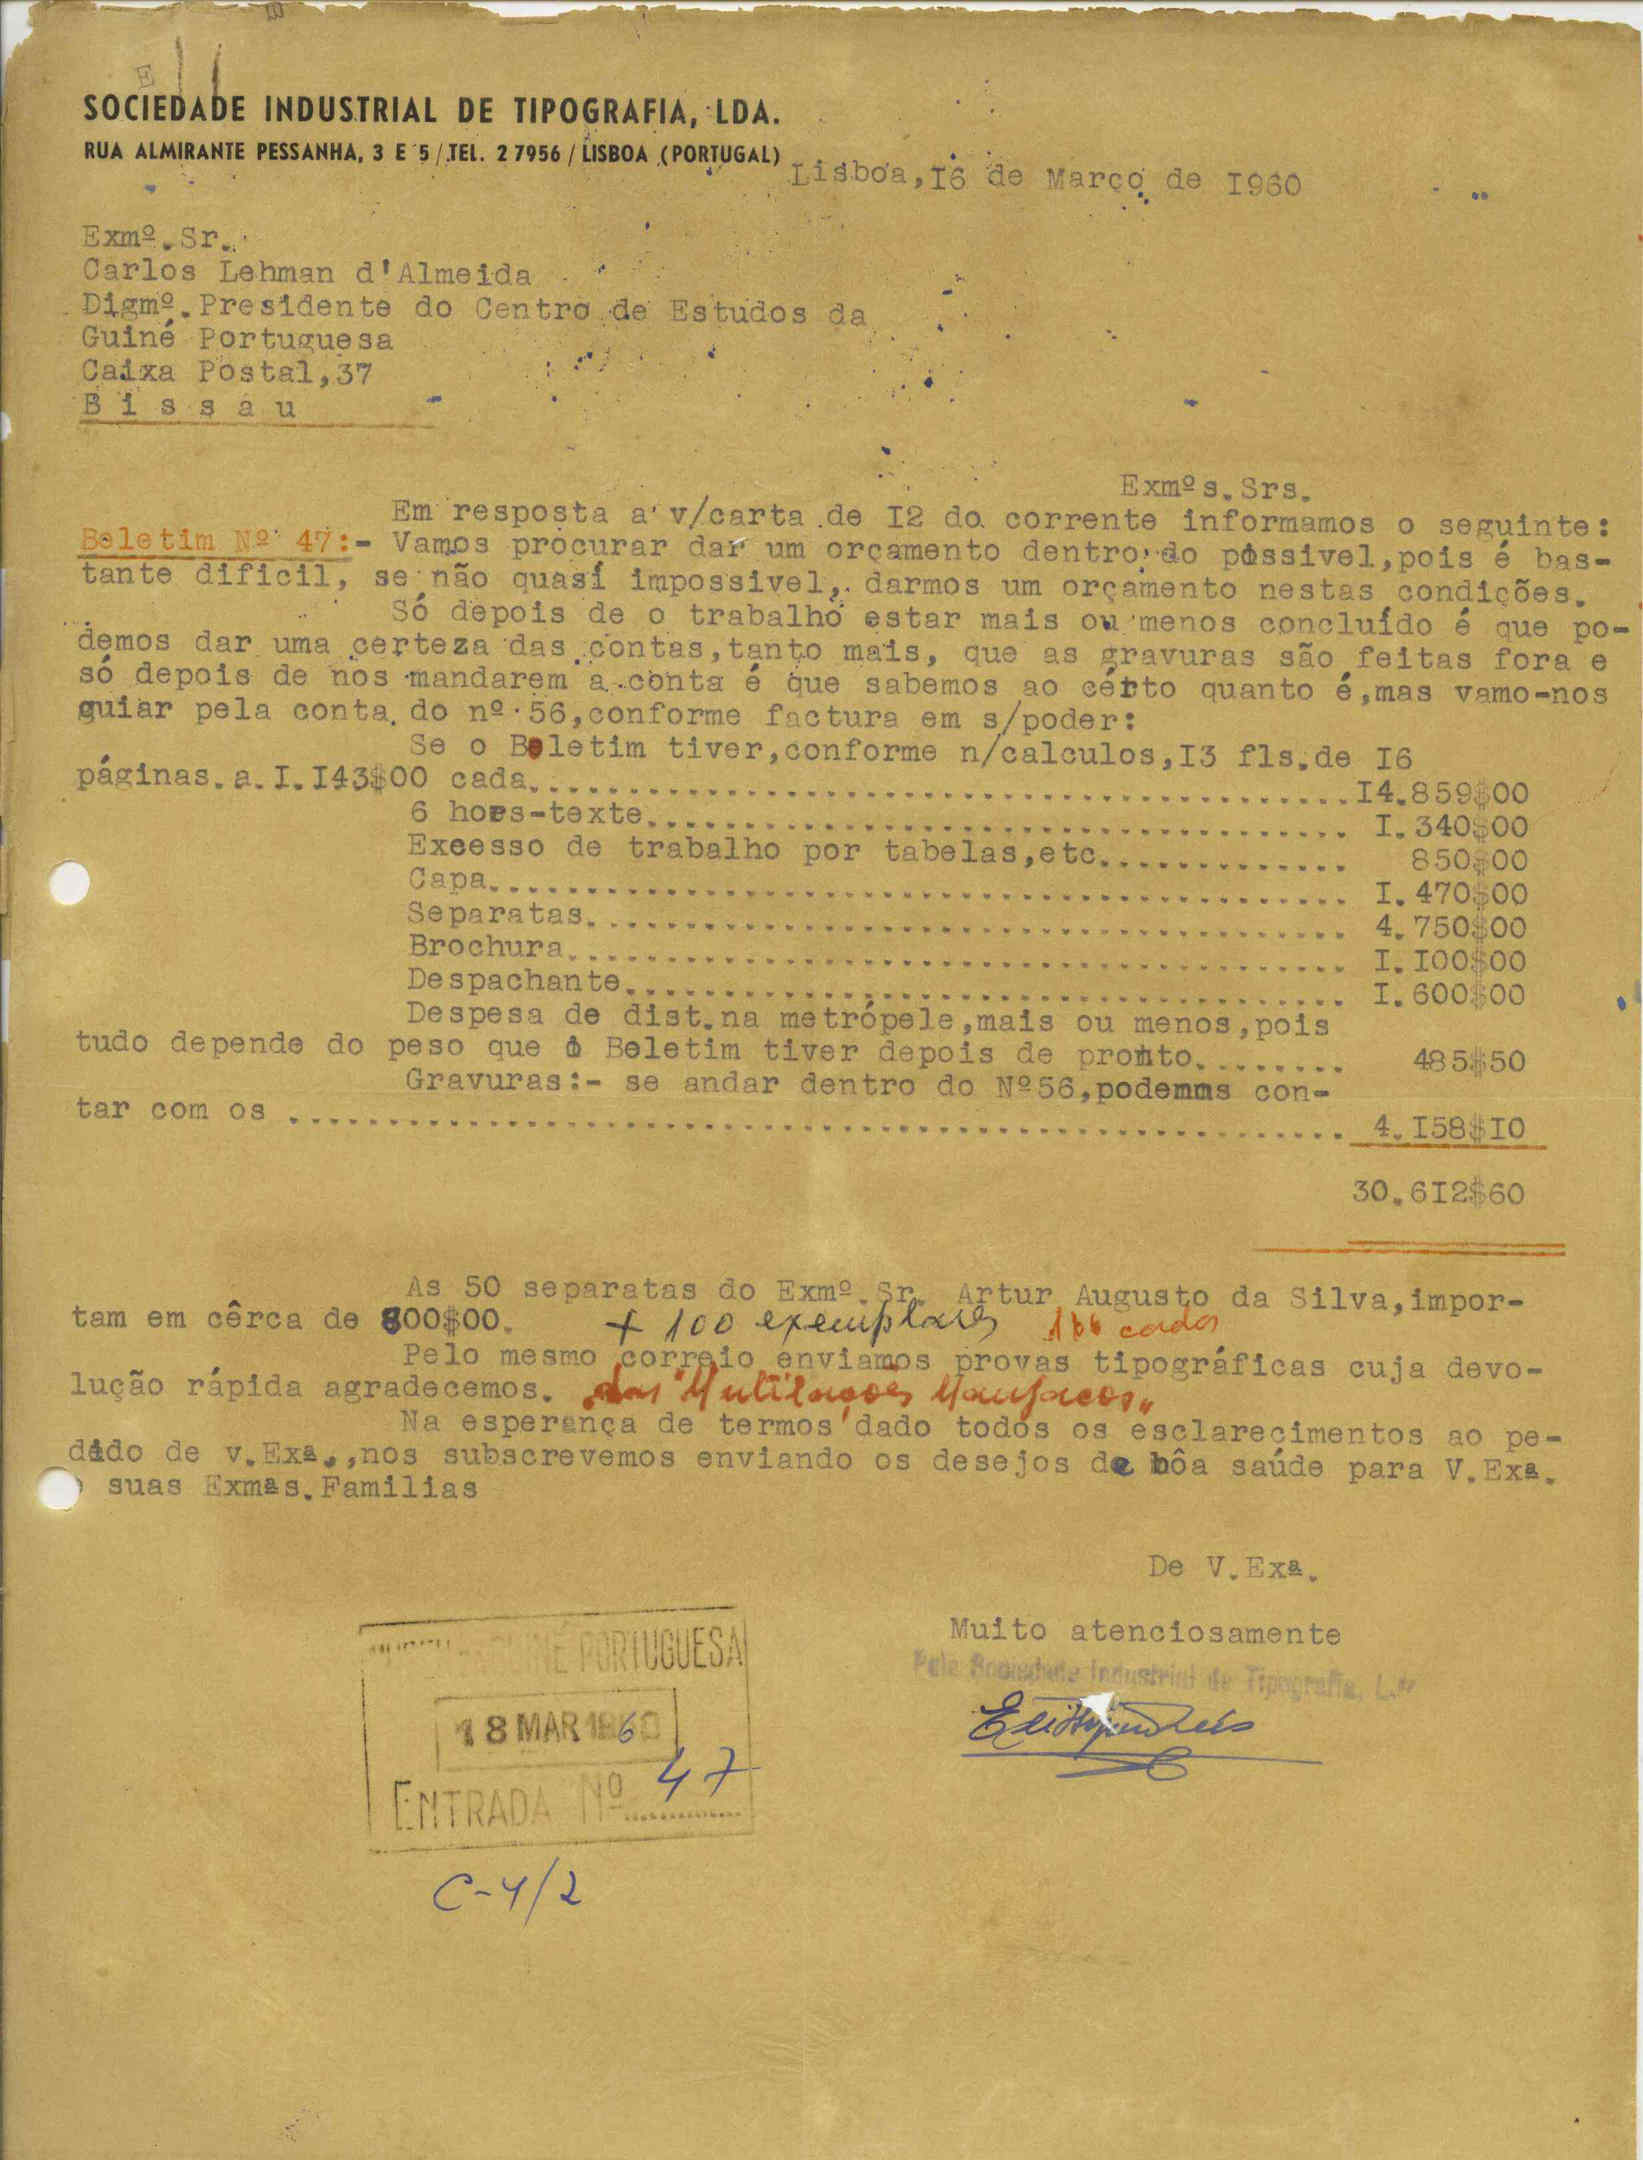 SOCIEDADE INDUSTRIAL DE TIPOGRAFIA, LDA.
RUA ALMIRANTE PESSANHA, 3 E 5 / TEL. 2 7956 / LISBOA (PORTUGAL)
Lisboa,I6 de Março de I960
Exmº.Sr.
Carlos Lehman d'Almeida
Digmº.Presidente do Centro de Estudos da
Guiné Portuguesa
Caixa Postal,37
B i s s a u
Exmºs.Srs.
Em resposta a v/carta de I2 do corrente informamos o seguinte:
Boletim Nº 47:- Vamos procurar dar um orçamento dentro do possivel,pois é bas-
tante dificil, se não quasí impossivel, darmos um orçamento nestas condições.
Só depois de o trabalho estar mais ou menos concluído é que po-
demos dar uma certeza das contas,tanto mais, que as gravuras são feitas fora e
só depois de nos mandarem a conta é que sabemos ao cérto quanto é,mas vamo-nos
guiar pela conta do nº 56,conforme factura em s/poder:
Se o Boletim tiver,conforme n/calculos,I3 fls.de I6
páginas.a.I.I43$00 cada..........................................I4.859$00
6 hors-texte.................................... I.340$00
Excesso de trabalho por tabelas,etc............. 850$00
Capa............................................ I.470$00
Separatas....................................... 4.750$00
Brochura........................................ I.I00$00
Despachante..................................... I.600$00
Despesa de dist.na metrópele,mais ou menos,pois
tudo depende do peso que o Boletim tiver depois de pronto........ 485$50
Gravuras:- se andar dentro do Nº56,podemos con-
tar com os ...................................................... 4.I58$I0
30.6I2$60
As 50 separatas do Exmº.Sr. Artur Augusto da Silva,impor-
tam em cêrca de 800$00. + 100 exemplares cada
Pelo mesmo correio enviamos provas tipográficas cuja devo-
lução rápida agradecemos. das "Mutilações Manjacos"
Na esperança de termos dado todos os esclarecimentos ao pe-
dido de v.Exª.,nos subscrevemos enviando os desejos de bôa saúde para V.Exª.
suas Exmªs.Familias
De V.Exª.
Muito atenciosamente
Pela Sociedade Industrial de Tipografia, L.da
GUINÉ PORTUGUESA
18 MAR 1960
ENTRADA Nº 47
C-4/2